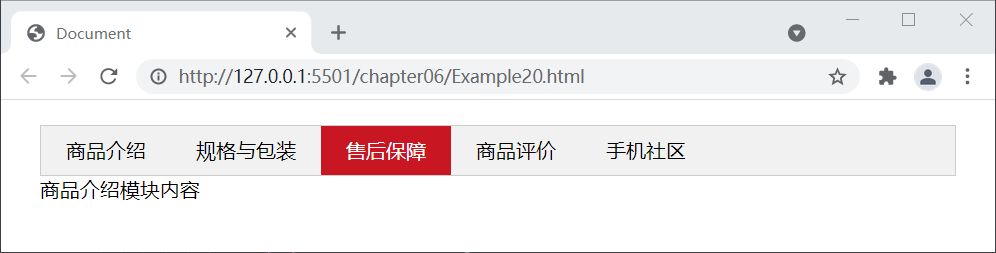 Document
http://127.0.0.1:5501/chapter06/Example20.html
商品介绍 规格与包装 售后保障 商品评价 手机社区
商品介绍模块内容